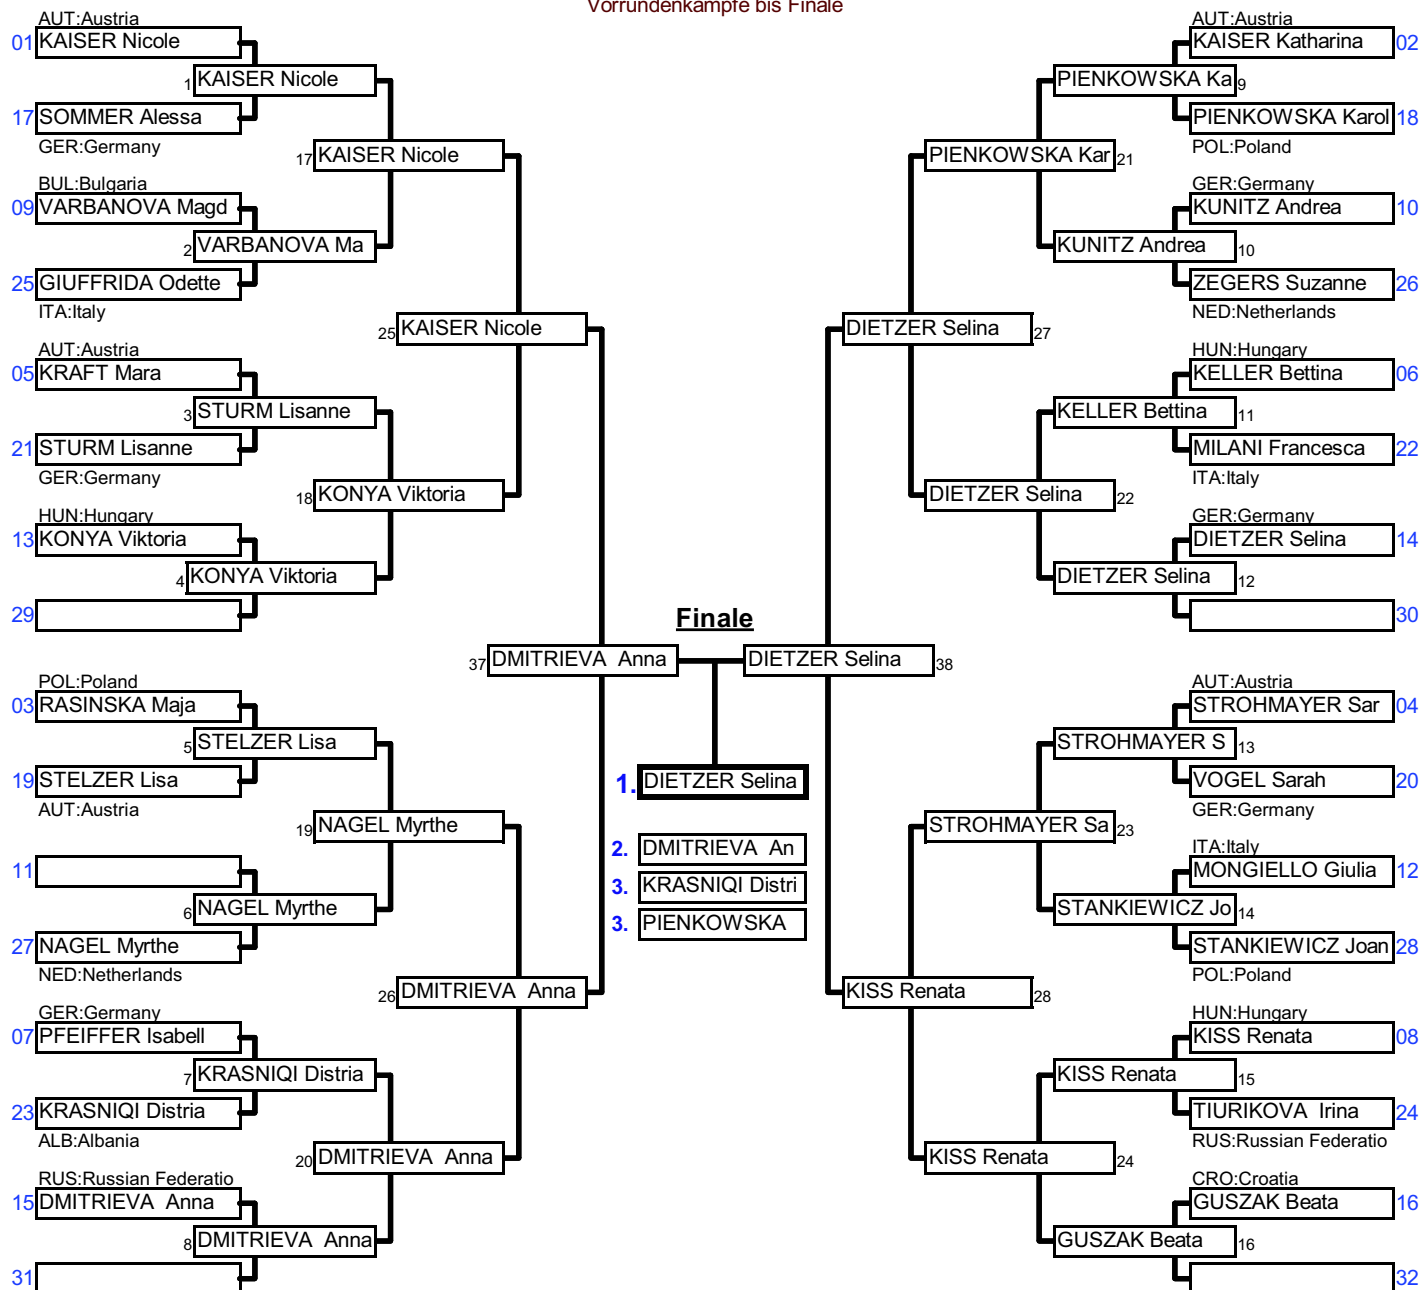 Vorrundenkämpfe bis Finale
AUT:Austria
01 KAISER Nicole
1 KAISER Nicole
17 SOMMER Alessa
GER:Germany
17 KAISER Nicole
BUL:Bulgaria
09 VARBANOVA Magd
2 VARBANOVA Ma
25 GIUFFRIDA Odette
ITA:Italy
25 KAISER Nicole
AUT:Austria
05 KRAFT Mara
3 STURM Lisanne
21 STURM Lisanne
GER:Germany
18 KONYA Viktoria
HUN:Hungary
13 KONYA Viktoria
4 KONYA Viktoria
29
37 DMITRIEVA Anna
POL:Poland
03 RASINSKA Maja
5 STELZER Lisa
19 STELZER Lisa
AUT:Austria
19 NAGEL Myrthe
11
6 NAGEL Myrthe
27 NAGEL Myrthe
NED:Netherlands
26 DMITRIEVA Anna
GER:Germany
07 PFEIFFER Isabell
7 KRASNIQI Distria
23 KRASNIQI Distria
ALB:Albania
20 DMITRIEVA Anna
RUS:Russian Federatio
15 DMITRIEVA Anna
8 DMITRIEVA Anna
31
Finale
1. DIETZER Selina
2. DMITRIEVA An
3. KRASNIQI Distri
3. PIENKOWSKA
AUT:Austria
KAISER Katharina 02
PIENKOWSKA Ka 9
PIENKOWSKA Karol 18
POL:Poland
PIENKOWSKA Kar 21
GER:Germany
KUNITZ Andrea 10
KUNITZ Andrea 10
ZEGERS Suzanne 26
NED:Netherlands
DIETZER Selina 27
HUN:Hungary
KELLER Bettina 06
KELLER Bettina 11
MILANI Francesca 22
ITA:Italy
DIETZER Selina 22
GER:Germany
DIETZER Selina 14
DIETZER Selina 12
30
DIETZER Selina 38
AUT:Austria
STROHMAYER Sar 04
STROHMAYER S 13
VOGEL Sarah 20
GER:Germany
STROHMAYER Sa 23
ITA:Italy
MONGIELLO Giulia 12
STANKIEWICZ Jo 14
STANKIEWICZ Joan 28
POL:Poland
KISS Renata 28
HUN:Hungary
KISS Renata 08
KISS Renata 15
TIURIKOVA Irina 24
RUS:Russian Federatio
KISS Renata 24
CRO:Croatia
GUSZAK Beata 16
GUSZAK Beata 16
32